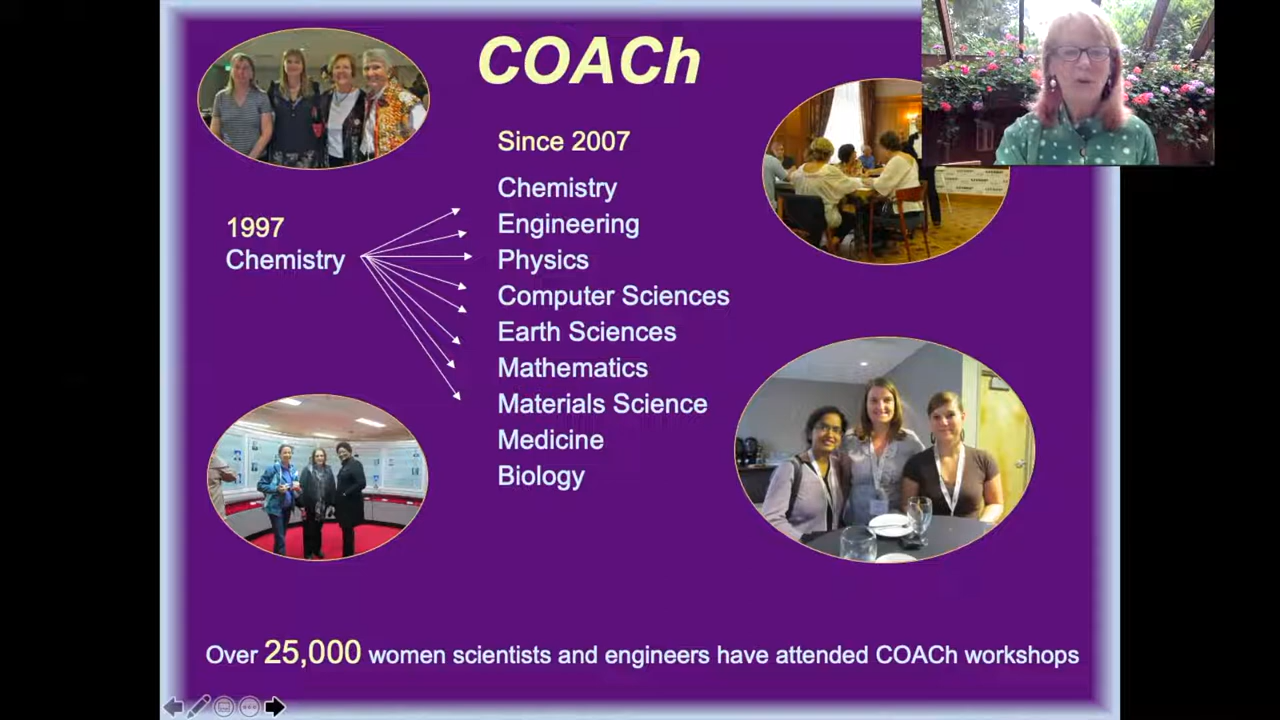 COACh
Since 2007
1997
Chemistry
Chemistry
Engineering
Physics
Computer Sciences
Earth Sciences
Mathematics
Materials Science
Medicine
Biology
Over 25,000 women scientists and engineers have attended COACh workshops